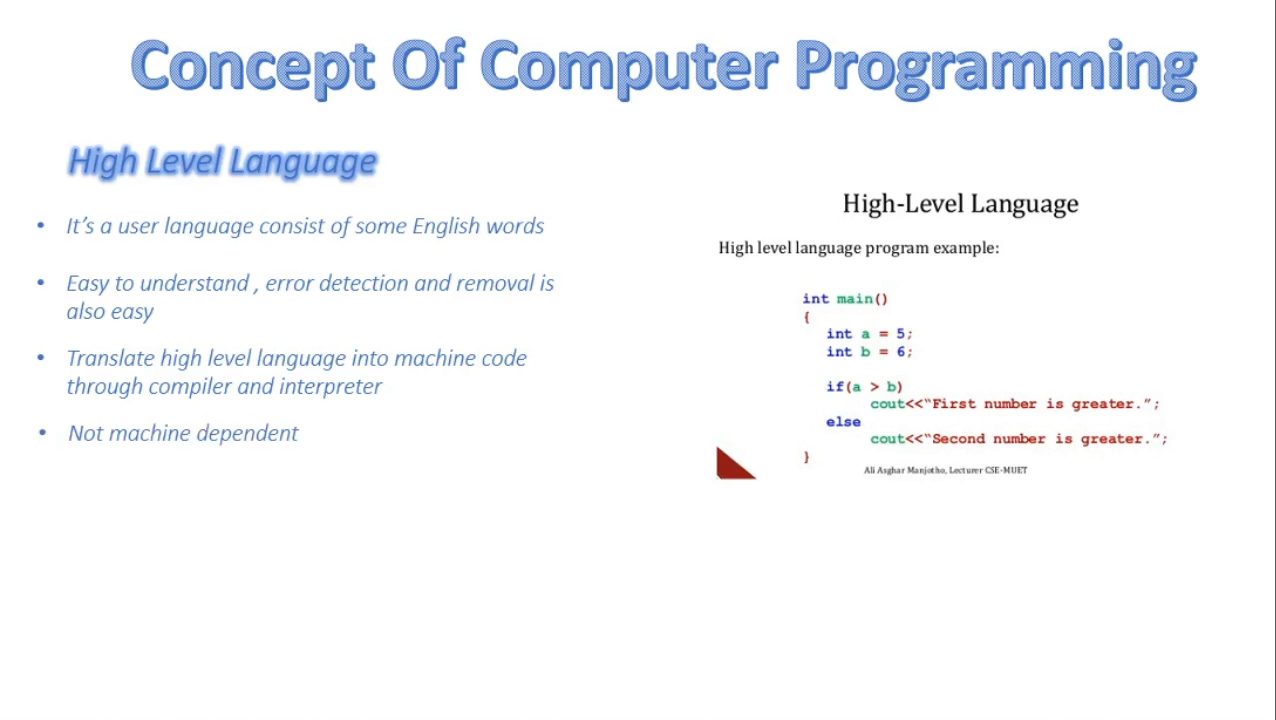 Concept Of Computer Programming
High Level Language
• It’s a user language consist of some English words
• Easy to understand , error detection and removal is
also easy
• Translate high level language into machine code
through compiler and interpreter
• Not machine dependent
High-Level Language
High level language program example:
int main()
{
int a = 5;
int b = 6;
if(a > b)
cout<<“First number is greater.”;
else
cout<<“Second number is greater.”;
}
Ali Asghar Manjotho, Lecturer CSE-MUET